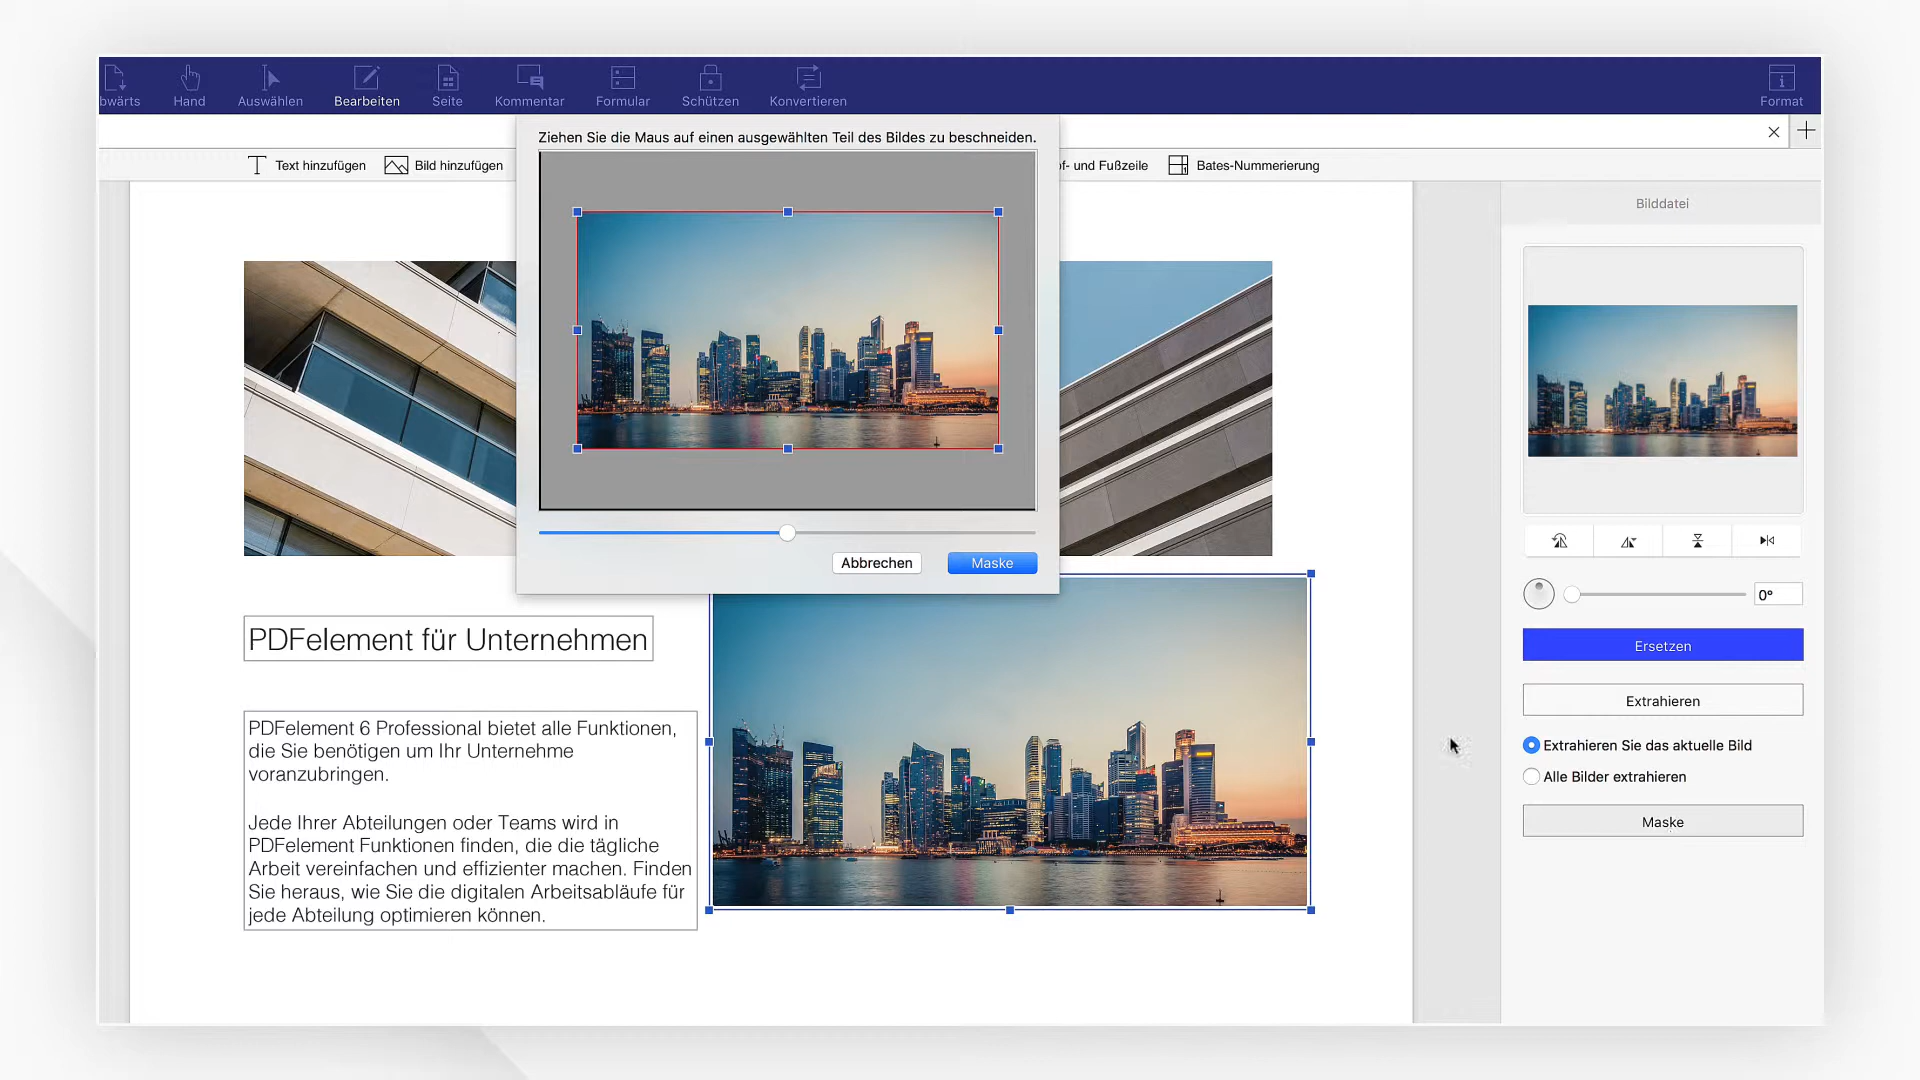 bwärts
Hand
Auswählen
Bearbeiten
Seite
Kommentar
Formular
Schützen
Konvertieren
Format
Ziehen Sie die Maus auf einen ausgewählten Teil des Bildes zu beschneiden.
Text hinzufügen
Bild hinzufügen
f- und Fußzeile
Bates-Nummerierung
Bilddatei
Abbrechen
Maske
0°
Ersetzen
Extrahieren
Extrahieren Sie das aktuelle Bild
Alle Bilder extrahieren
Maske
PDFelement für Unternehmen
PDFelement 6 Professional bietet alle Funktionen,
die Sie benötigen um Ihr Unternehme
voranzubringen.
Jede Ihrer Abteilungen oder Teams wird in
PDFelement Funktionen finden, die die tägliche
Arbeit vereinfachen und effizienter machen. Finden
Sie heraus, wie Sie die digitalen Arbeitsabläufe für
jede Abteilung optimieren können.